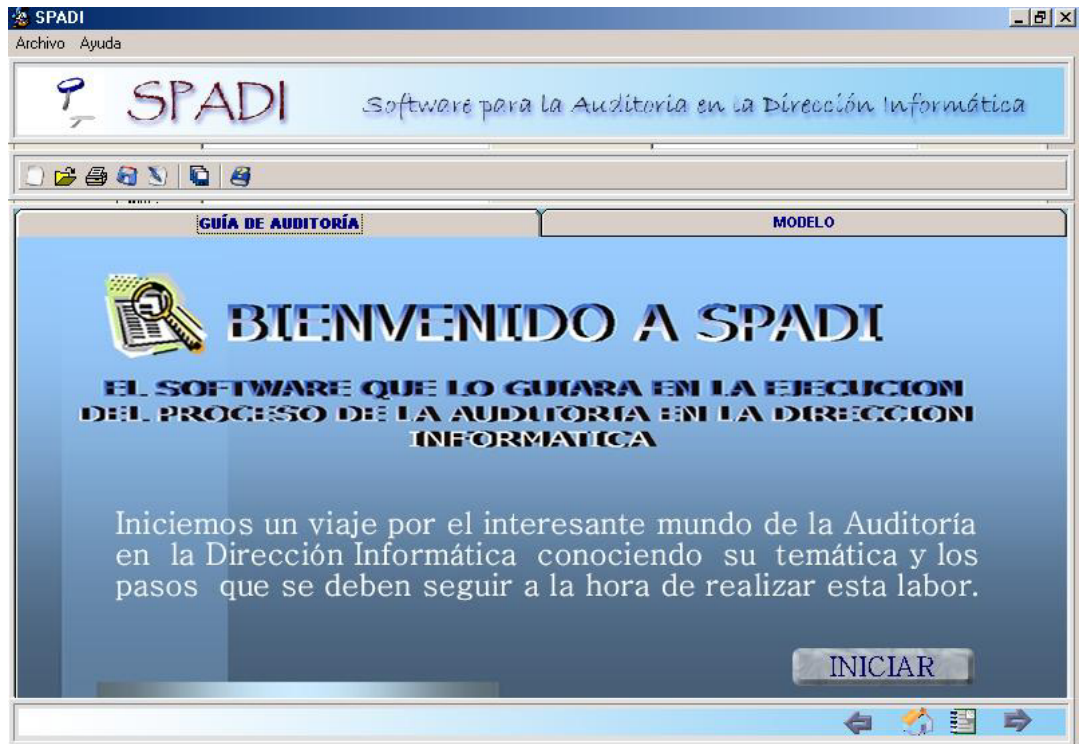 SPADI
Archivo Ayuda
SPADI Software para la Auditoria en la Dirección Informática
GUÍA DE AUDITORÍA MODELO
BIENVENIDO A SPADI
EL SOFTWARE QUE LO GUIARA EN LA EJECUCION
DEL PROCESO DE LA AUDITORIA EN LA DIRECCION
INFORMATICA
Iniciemos un viaje por el interesante mundo de la Auditoría
en la Dirección Informática conociendo su temática y los
pasos que se deben seguir a la hora de realizar esta labor.
INICIAR